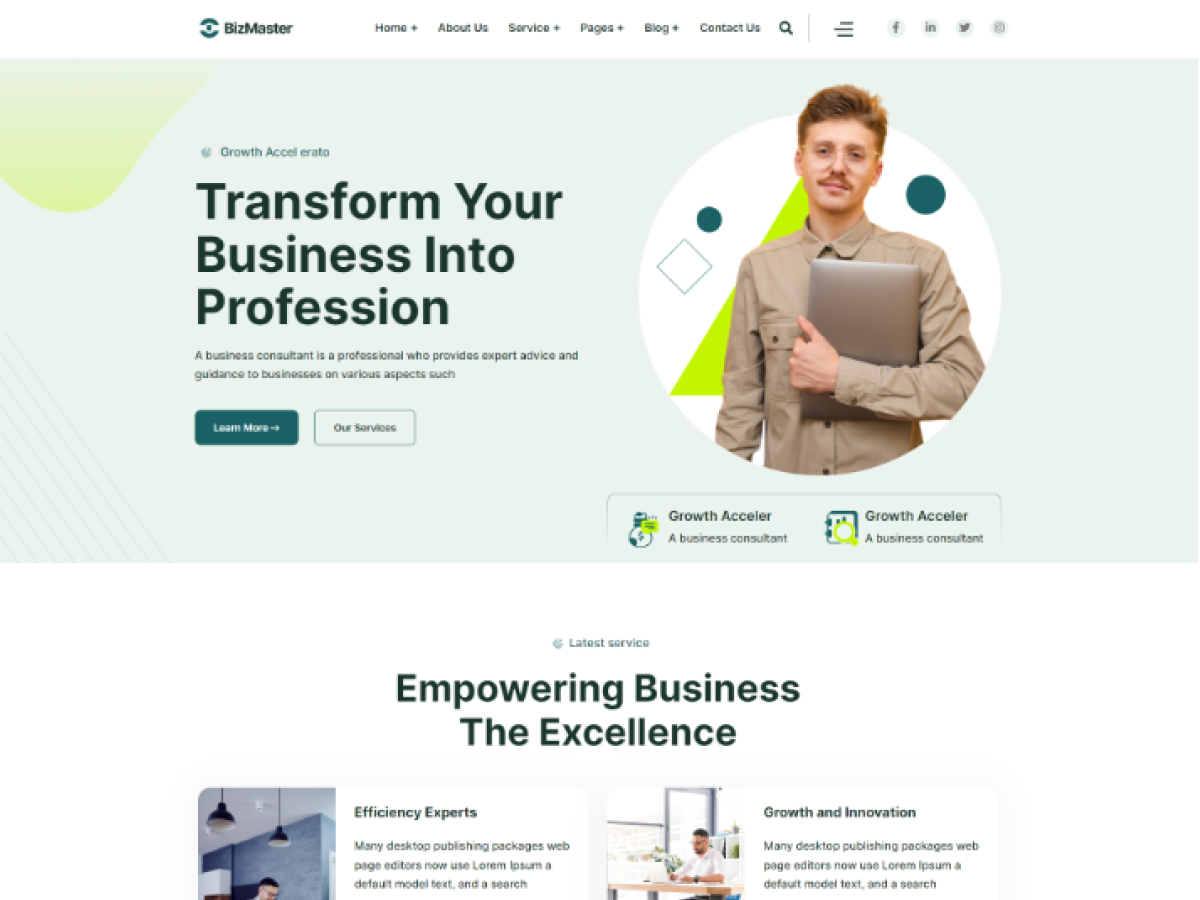 BizMaster
Home + About Us Service + Pages + Blog + Contact Us
Growth Accel erato
Transform Your
Business Into
Profession
A business consultant is a professional who provides expert advice and
guidance to businesses on various aspects such
Learn More→ Our Services
Growth Acceler
A business consultant
Growth Acceler
A business consultant
Latest service
Empowering Business
The Excellence
Efficiency Experts
Many desktop publishing packages web
page editors now use Lorem Ipsum a
default model text, and a search
Growth and Innovation
Many desktop publishing packages web
page editors now use Lorem Ipsum a
default model text, and a search